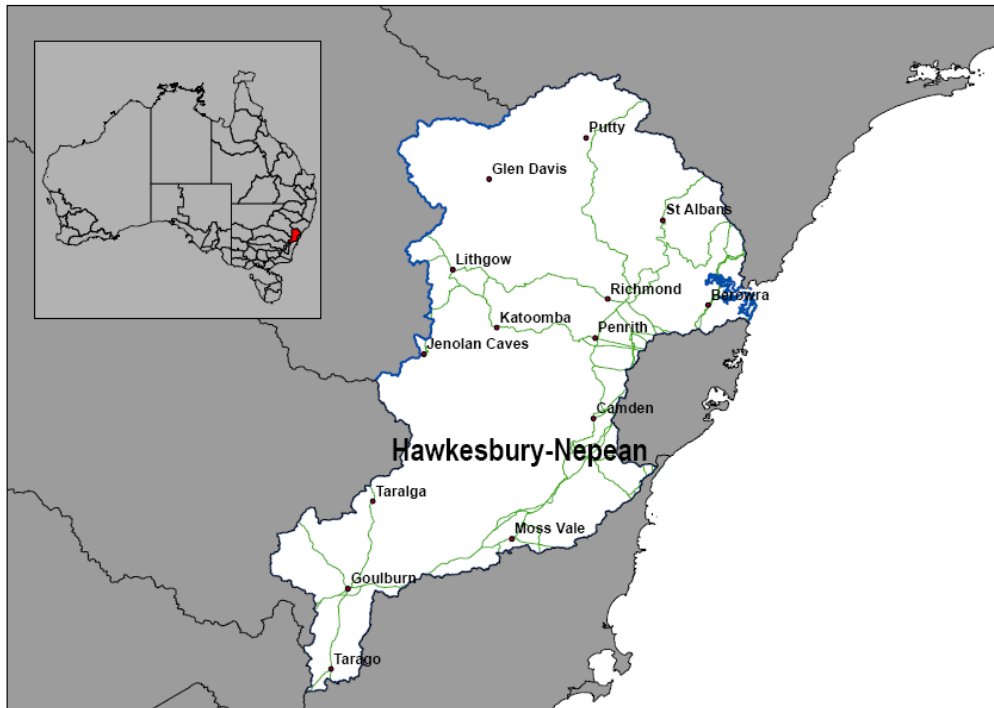 Putty
Glen Davis
St Albans
Lithgow
Richmond
Berowra
Katoomba
Penrith
Jenolan Caves
Camden
Hawkesbury-Nepean
Taralga
Moss Vale
Goulburn
Tarago